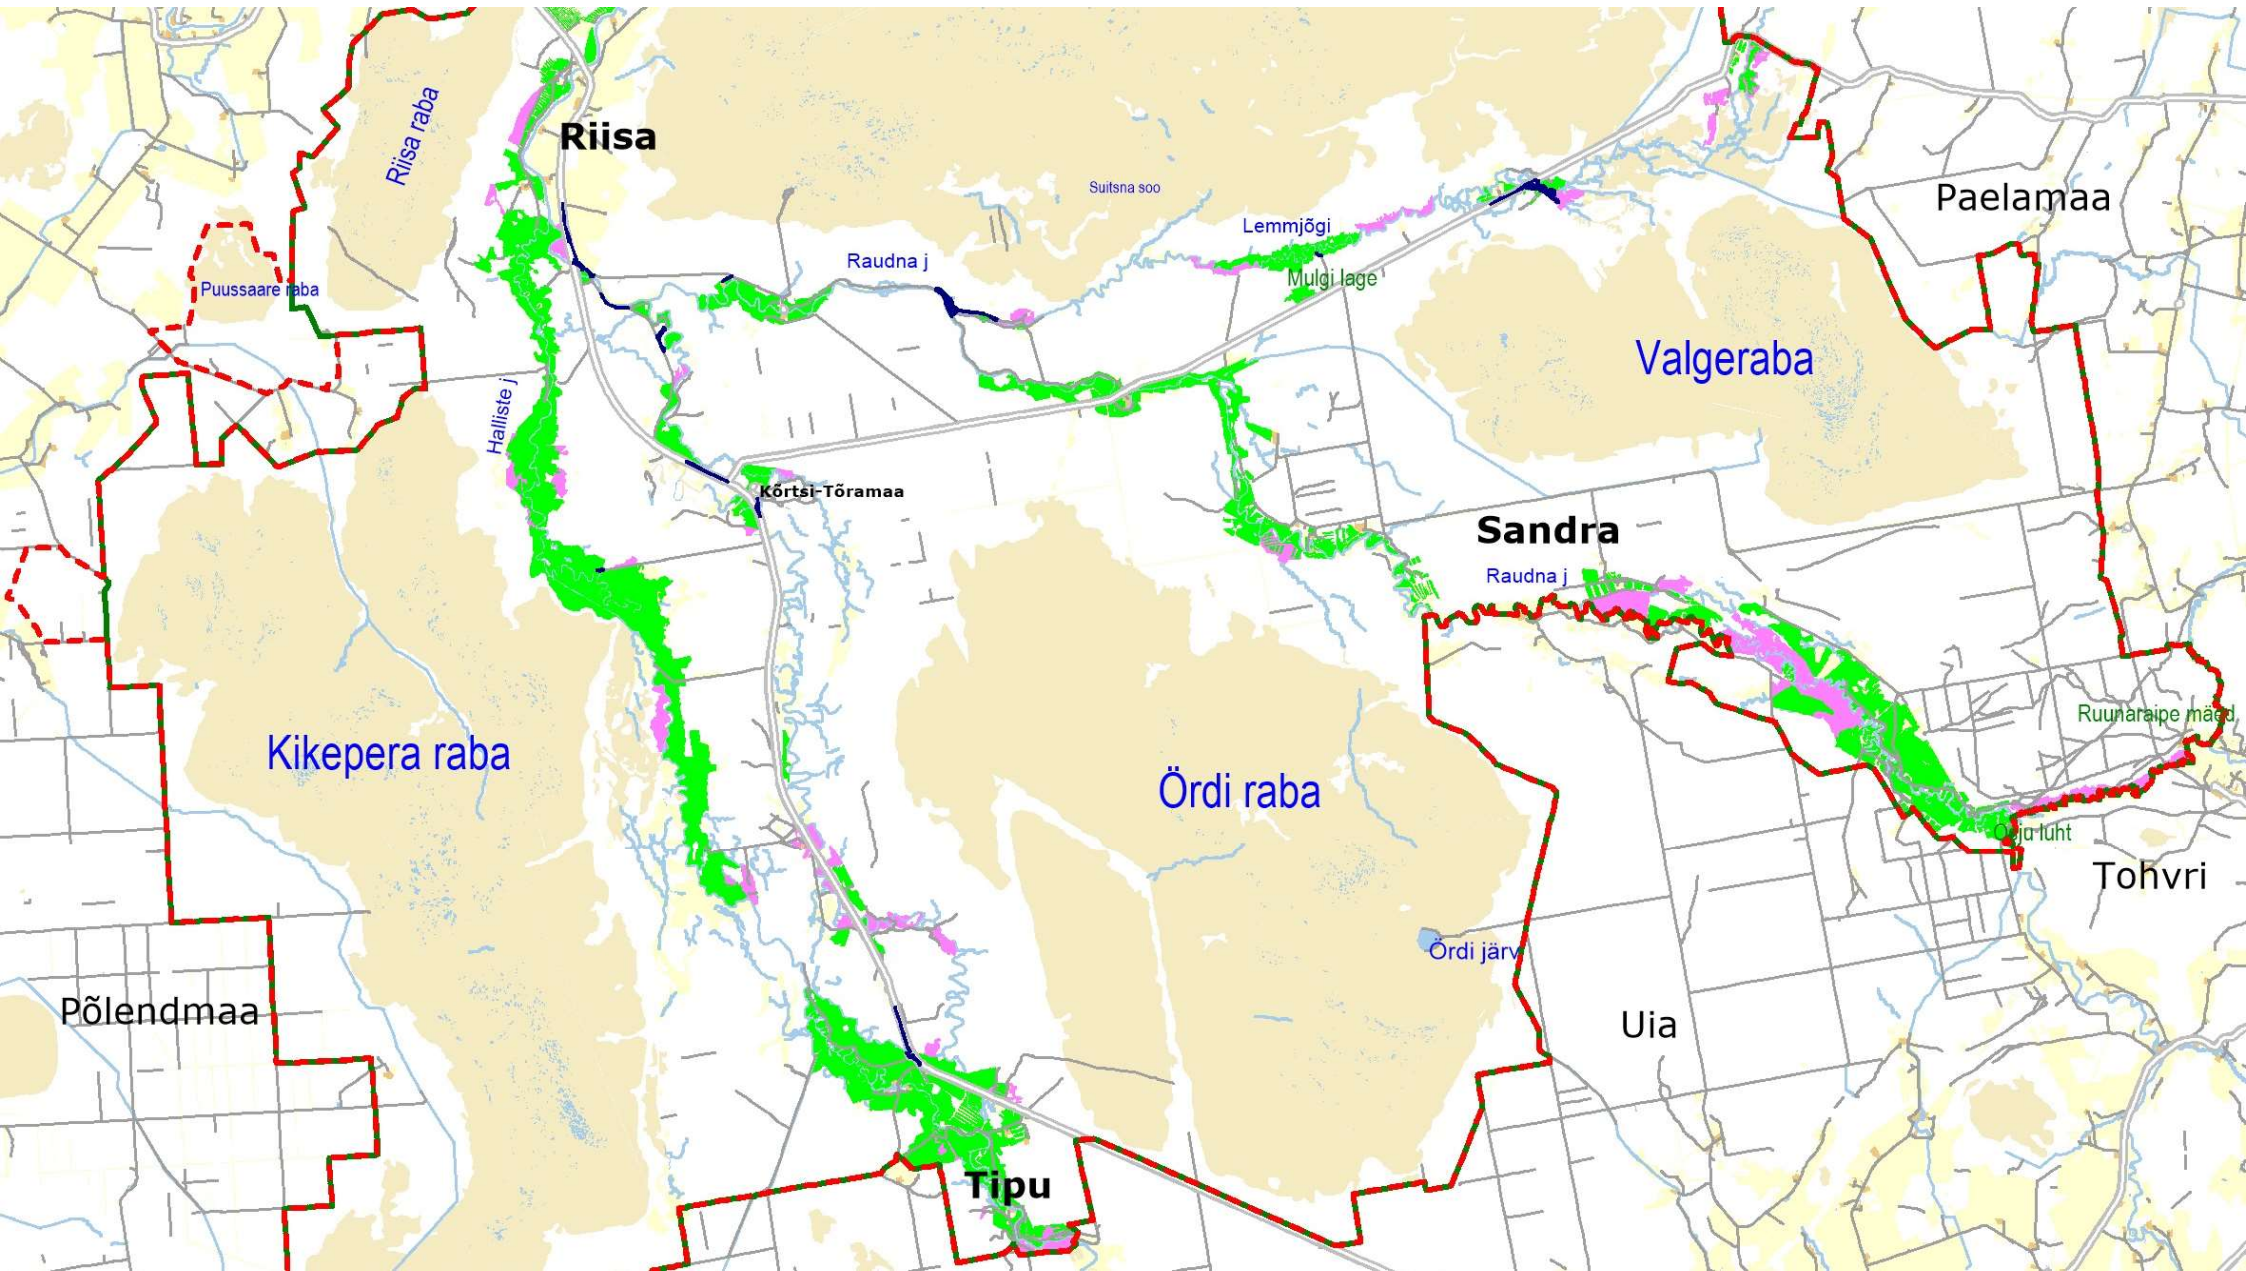 Riisa raba
Riisa
Suitsna soo
Paelamaa
Lemmjõgi
Raudna j
Mulgi lage
Puussaare raba
Valgeraba
Halliste j
Kõrtsi-Tõramaa
Sandra
Raudna j
Ruunaraipe mäed
Kikepera raba
Ördi raba
Öeju luht
Tohvri
Ördi järv
Põlendmaa
Uia
Tipu